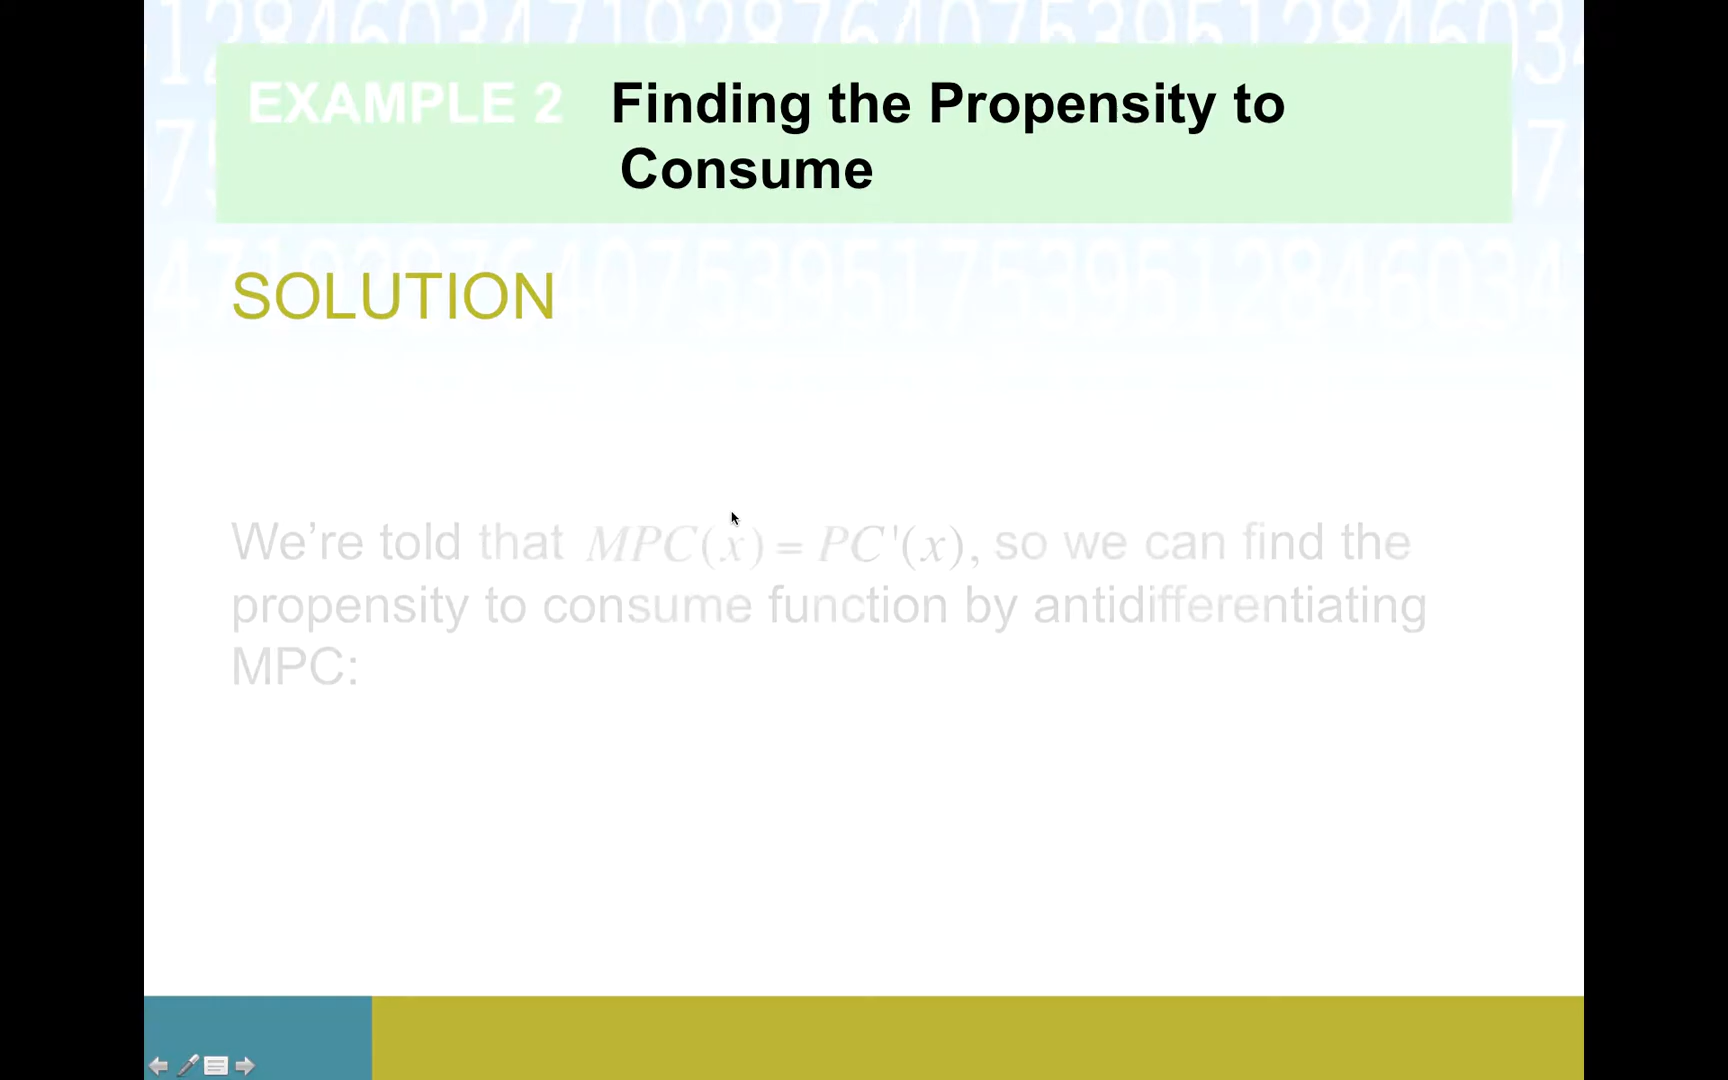 EXAMPLE 2 Finding the Propensity to
Consume
SOLUTION
We’re told that MPC(x) = PC'(x), so we can find the
propensity to consume function by antidifferentiating
MPC: